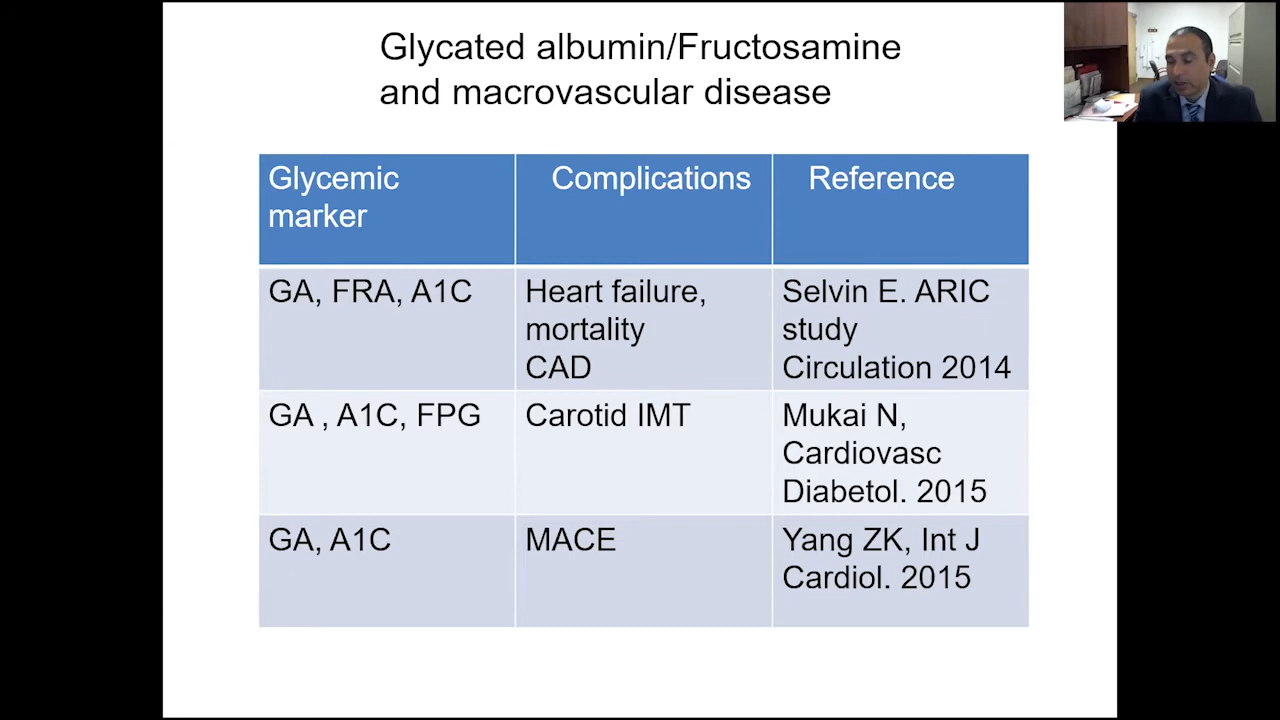 Glycated albumin/Fructosamine
and macrovascular disease
Glycemic
marker
Complications
Reference
GA, FRA, A1C
Heart failure,
mortality
CAD
Selvin E. ARIC
study
Circulation 2014
GA , A1C, FPG
Carotid IMT
Mukai N,
Cardiovasc
Diabetol. 2015
GA, A1C
MACE
Yang ZK, Int J
Cardiol. 2015